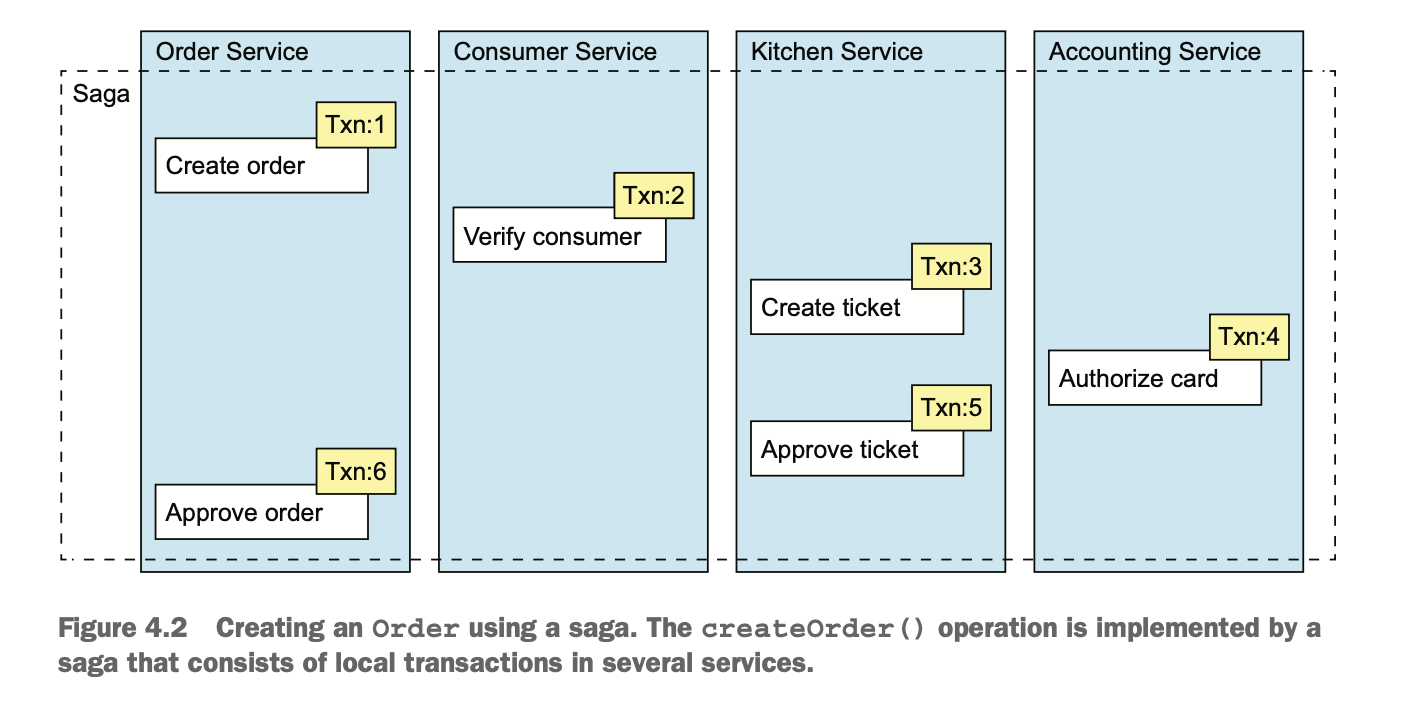 Order Service
Consumer Service
Kitchen Service
Accounting Service
Saga
Txn:1
Create order
Txn:2
Verify consumer
Txn:3
Create ticket
Txn:4
Authorize card
Txn:5
Approve ticket
Txn:6
Approve order
Figure 4.2 Creating an Order using a saga. The createOrder() operation is implemented by a
saga that consists of local transactions in several services.